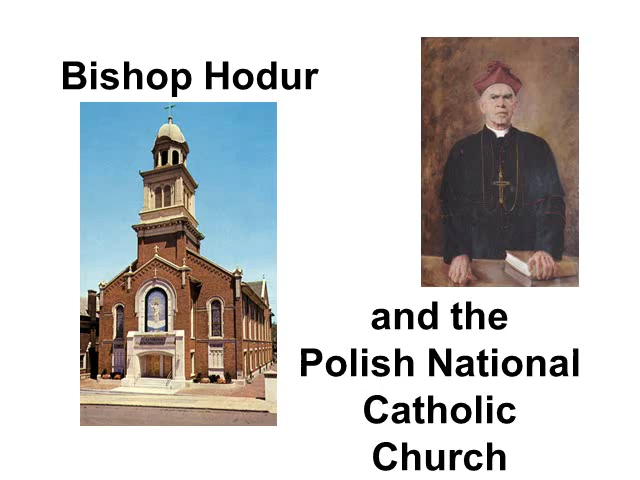 Bishop Hodur
and the
Polish National
Catholic
Church